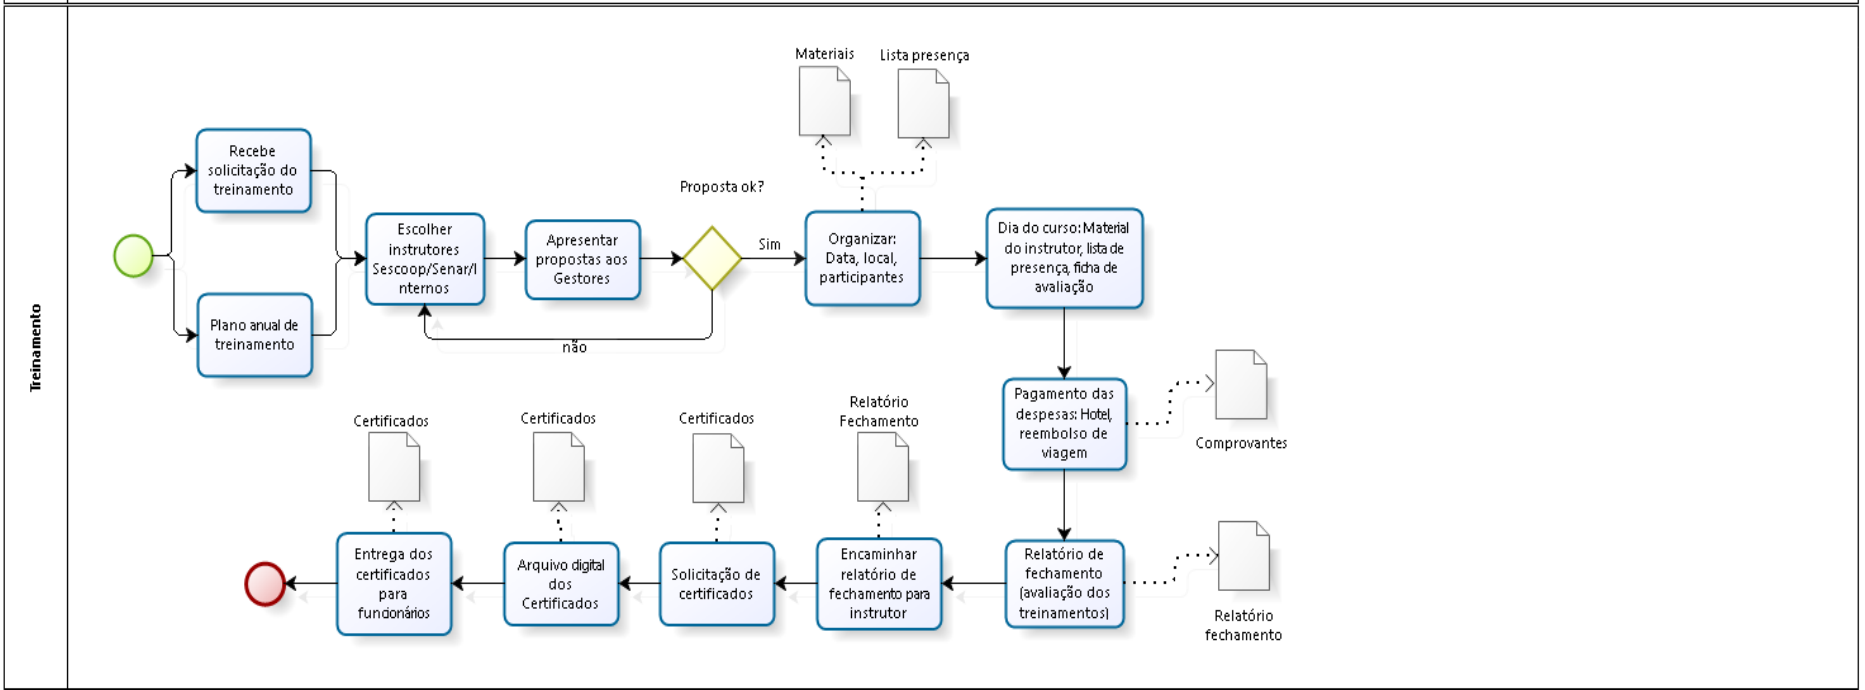 Treinamento
Materiais
Lista presença
Recebe
solicitação do
treinamento
Plano anual de
treinamento
Escolher
instrutores
Sescoop/Senar/I
nternos
Apresentar
propostas aos
Gestores
Proposta ok?
Sim
não
Organizar:
Data, local,
participantes
Dia do curso: Material
do instrutor, lista de
presença, ficha de
avaliação
Pagamento das
despesas: Hotel,
reembolso de
viagem
Comprovantes
Relatório de
fechamento
(avaliação dos
treinamentos)
Relatório
fechamento
Relatório
Fechamento
Encaminhar
relatório de
fechamento para
instrutor
Certificados
Solicitação de
certificados
Certificados
Arquivo digital
dos
Certificados
Certificados
Entrega dos
certificados
para
funcionários